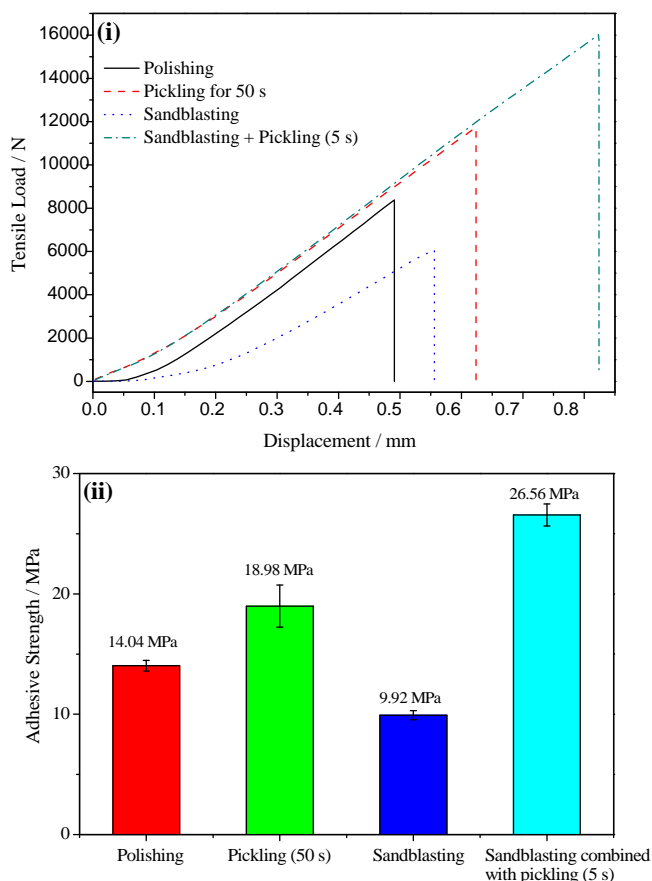 (i)
Polishing
Pickling for 50 s
Sandblasting
Sandblasting + Pickling (5 s)
16000
14000
12000
10000
8000
6000
4000
2000
0
Tensile Load / N
0.0 0.1 0.2 0.3 0.4 0.5 0.6 0.7 0.8
Displacement / mm
(ii)
30
20
10
0
Adhesive Strength / MPa
14.04 MPa
18.98 MPa
9.92 MPa
26.56 MPa
Polishing
Pickling (50 s)
Sandblasting
Sandblasting combined
with pickling (5 s)